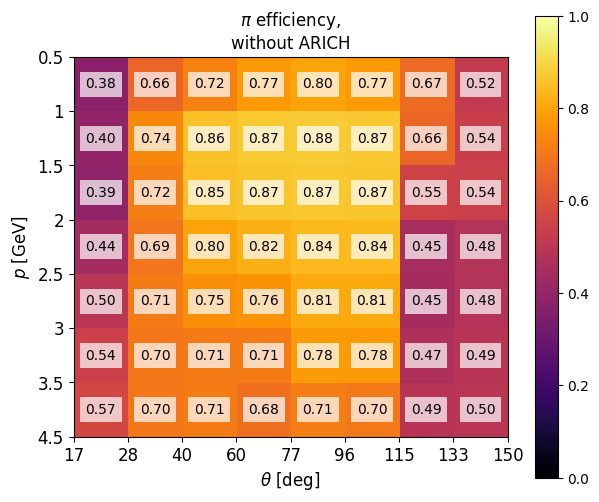 π efficiency,
without ARICH
0.5
1
1.5
2
2.5
3
3.5
4.5
p [GeV]
0.38 0.66 0.72 0.77 0.80 0.77 0.67 0.52
0.40 0.74 0.86 0.87 0.88 0.87 0.66 0.54
0.39 0.72 0.85 0.87 0.87 0.87 0.55 0.54
0.44 0.69 0.80 0.82 0.84 0.84 0.45 0.48
0.50 0.71 0.75 0.76 0.81 0.81 0.45 0.48
0.54 0.70 0.71 0.71 0.78 0.78 0.47 0.49
0.57 0.70 0.71 0.68 0.71 0.70 0.49 0.50
17 28 40 60 77 96 115 133 150
θ [deg]
1.0
0.8
0.6
0.4
0.2
0.0